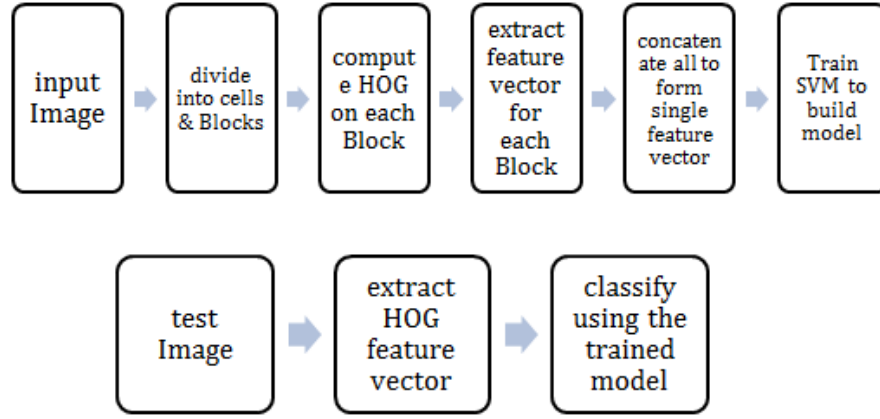 input
Image
divide
into cells
& Blocks
comput
e HOG
on each
Block
extract
feature
vector
for
each
Block
concaten
ate all to
form
single
feature
vector
Train
SVM to
build
model
test
Image
extract
HOG
feature
vector
classify
using the
trained
model